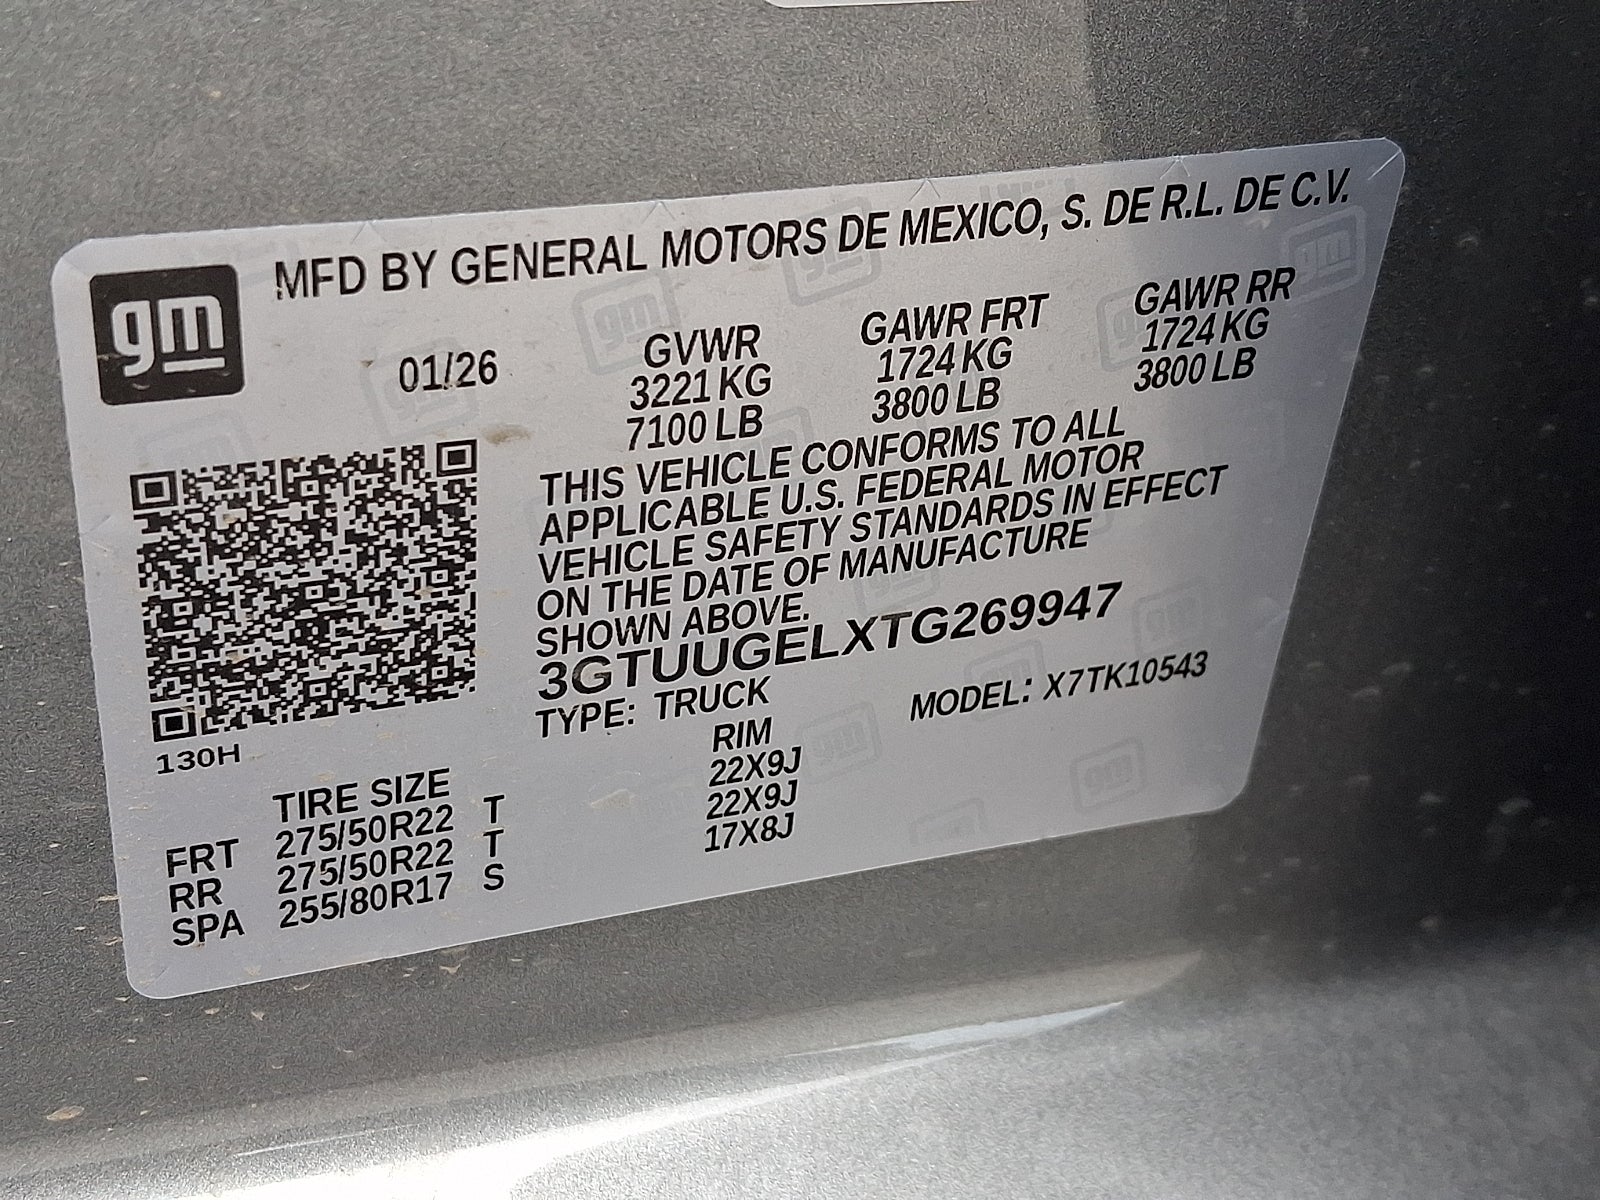 gm
MFD BY GENERAL MOTORS DE MEXICO, S. DE R.L. DE C.V.
01/26
GVWR GAWR FRT GAWR RR
3221 KG 1724 KG 1724 KG
7100 LB 3800 LB 3800 LB
THIS VEHICLE CONFORMS TO ALL
APPLICABLE U.S. FEDERAL MOTOR
VEHICLE SAFETY STANDARDS IN EFFECT
ON THE DATE OF MANUFACTURE
SHOWN ABOVE.
3GTUUGELXTG269947
TYPE: TRUCK MODEL: X7TK10543
130H
TIRE SIZE RIM
FRT 275/50R22 T 22X9J
RR 275/50R22 T 22X9J
SPA 255/80R17 S 17X8J